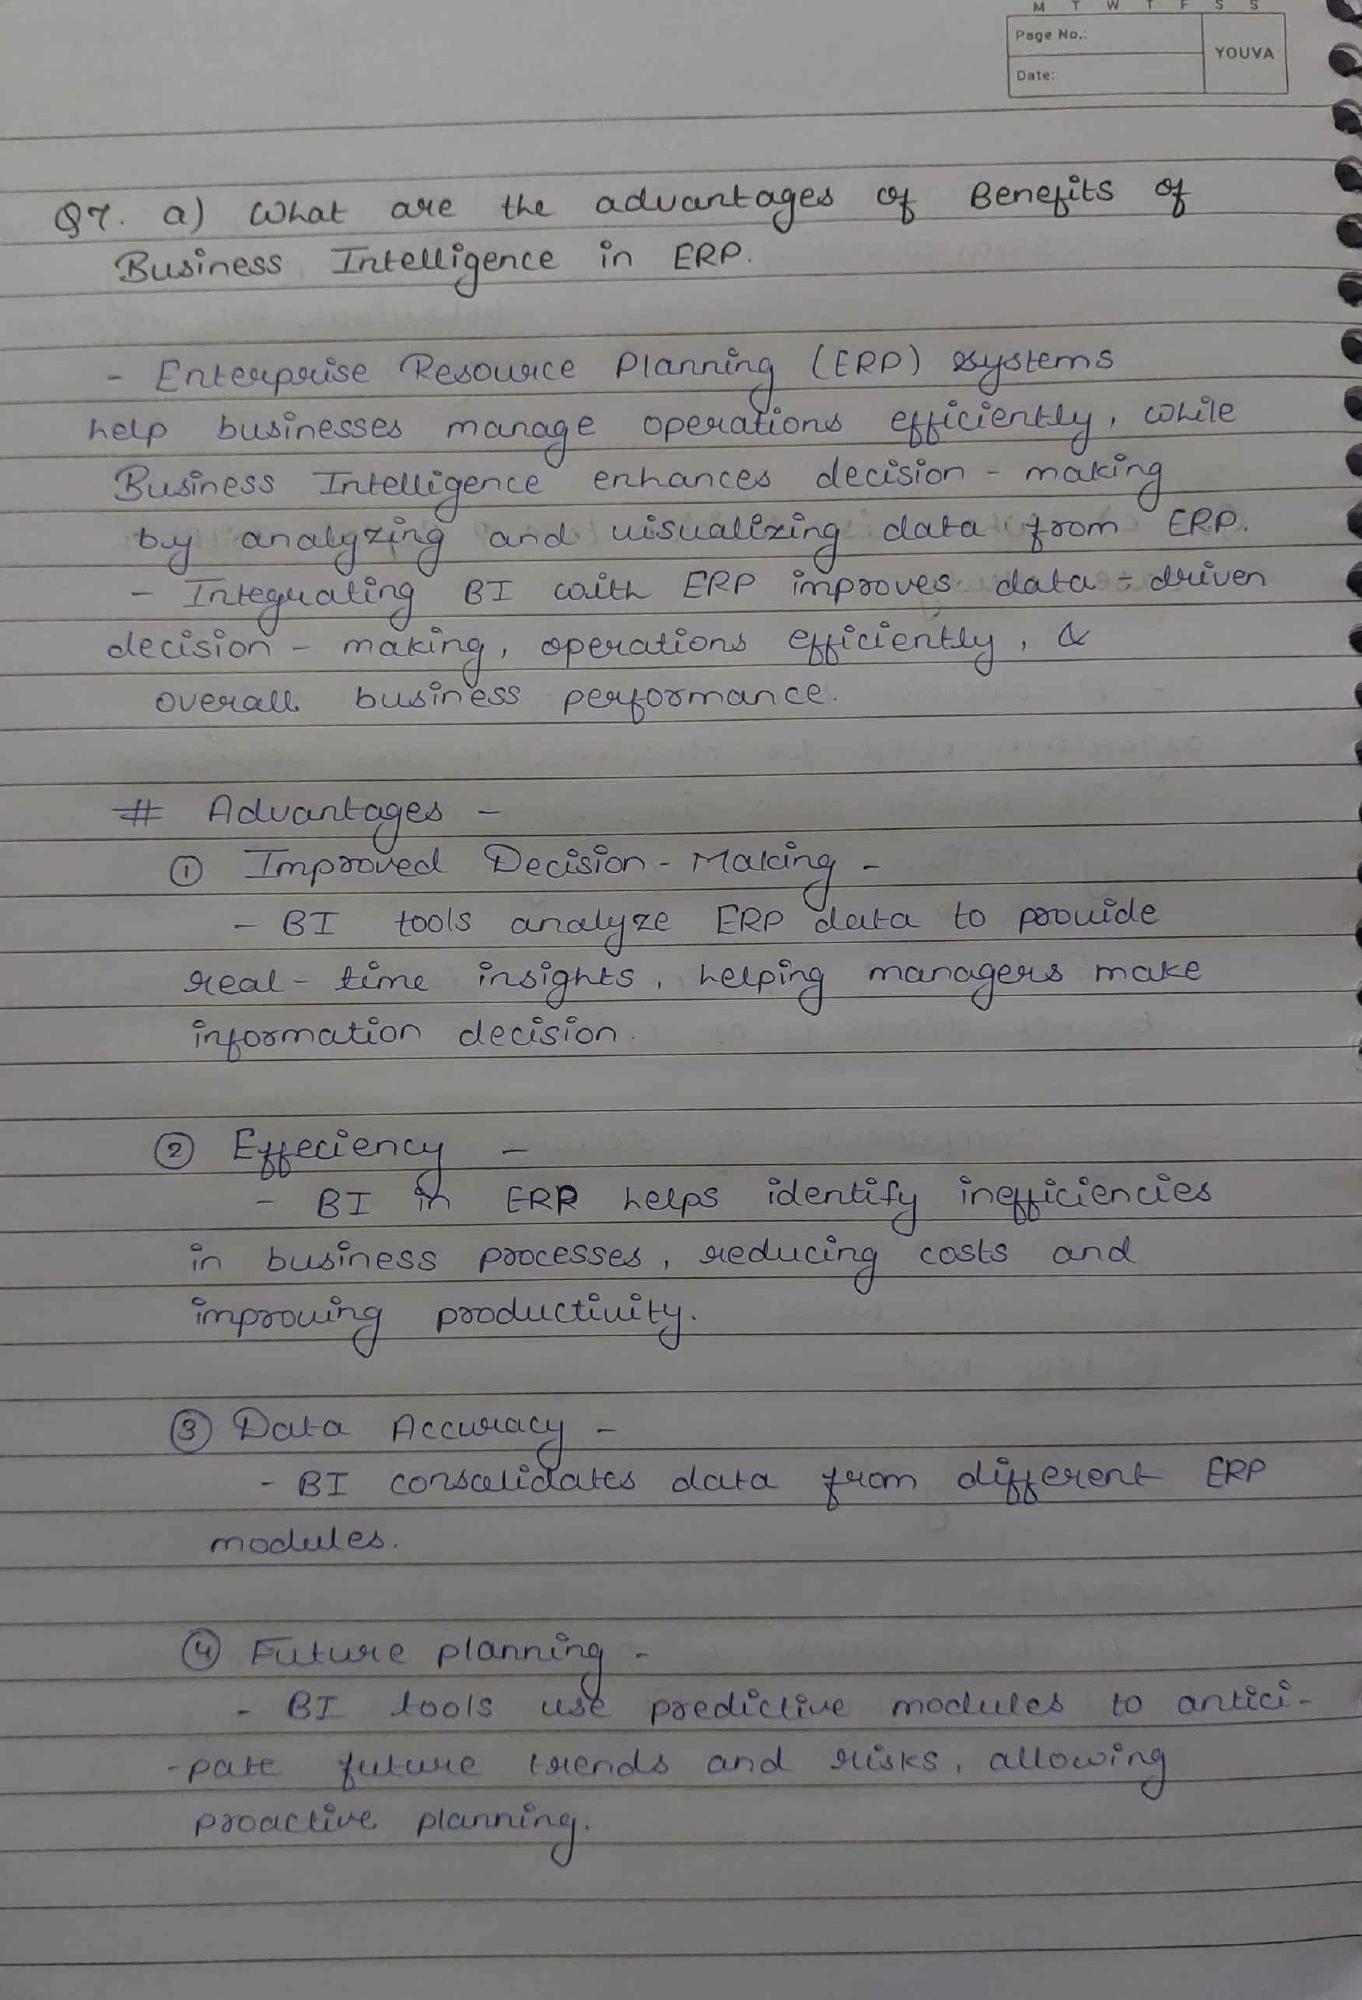 M T W T F S S
Page No.:
YOUVA
Date:
Q7. a) What are the advantages of Benefits of
Business Intelligence in ERP.
- Enterprise Resource Planning (ERP) systems
help businesses manage operations efficiently, while
Business Intelligence enhances decision - making
by analyzing and visualizing data from ERP.
- Integrating BI with ERP improves data - driven
decision - making, operations efficiently, &
overall business performance.
# Advantages -
① Improved Decision - Making -
- BI tools analyze ERP data to provide
real - time insights, helping managers make
information decision.
② Effeciency -
- BI in ERP helps identify inefficiencies
in business processes, reducing costs and
improving productivity.
③ Data Accuracy -
- BI consolidates data from different ERP
modules.
④ Future planning -
- BI tools use predictive modules to antici-
-pate future trends and risks, allowing
proactive planning.